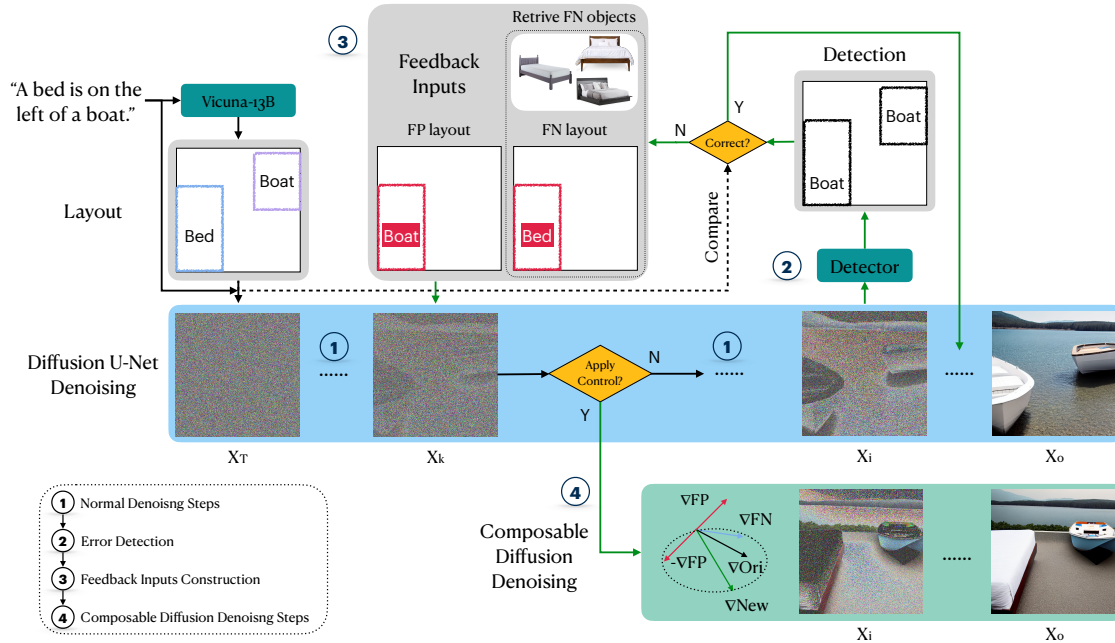 Retrive FN objects
3
Feedback
Inputs
FP layout
FN layout
Boat
Bed
“A bed is on the
left of a boat.”
Vicuna-13B
Layout
Boat
Bed
Y
N
Correct?
Compare
Detection
Boat
Boat
2
Detector
Diffusion U-Net
Denoising
1
......
Apply
Control?
N
Y
1
......
......
XT
Xk
Xi
X0
1 Normal Denoisng Steps
2 Error Detection
3 Feedback Inputs Construction
4 Composable Diffusion Denoisng Steps
4
Composable
Diffusion
Denoising
∇FP
∇FN
-∇FP
∇Ori
∇New
......
Xj
X0